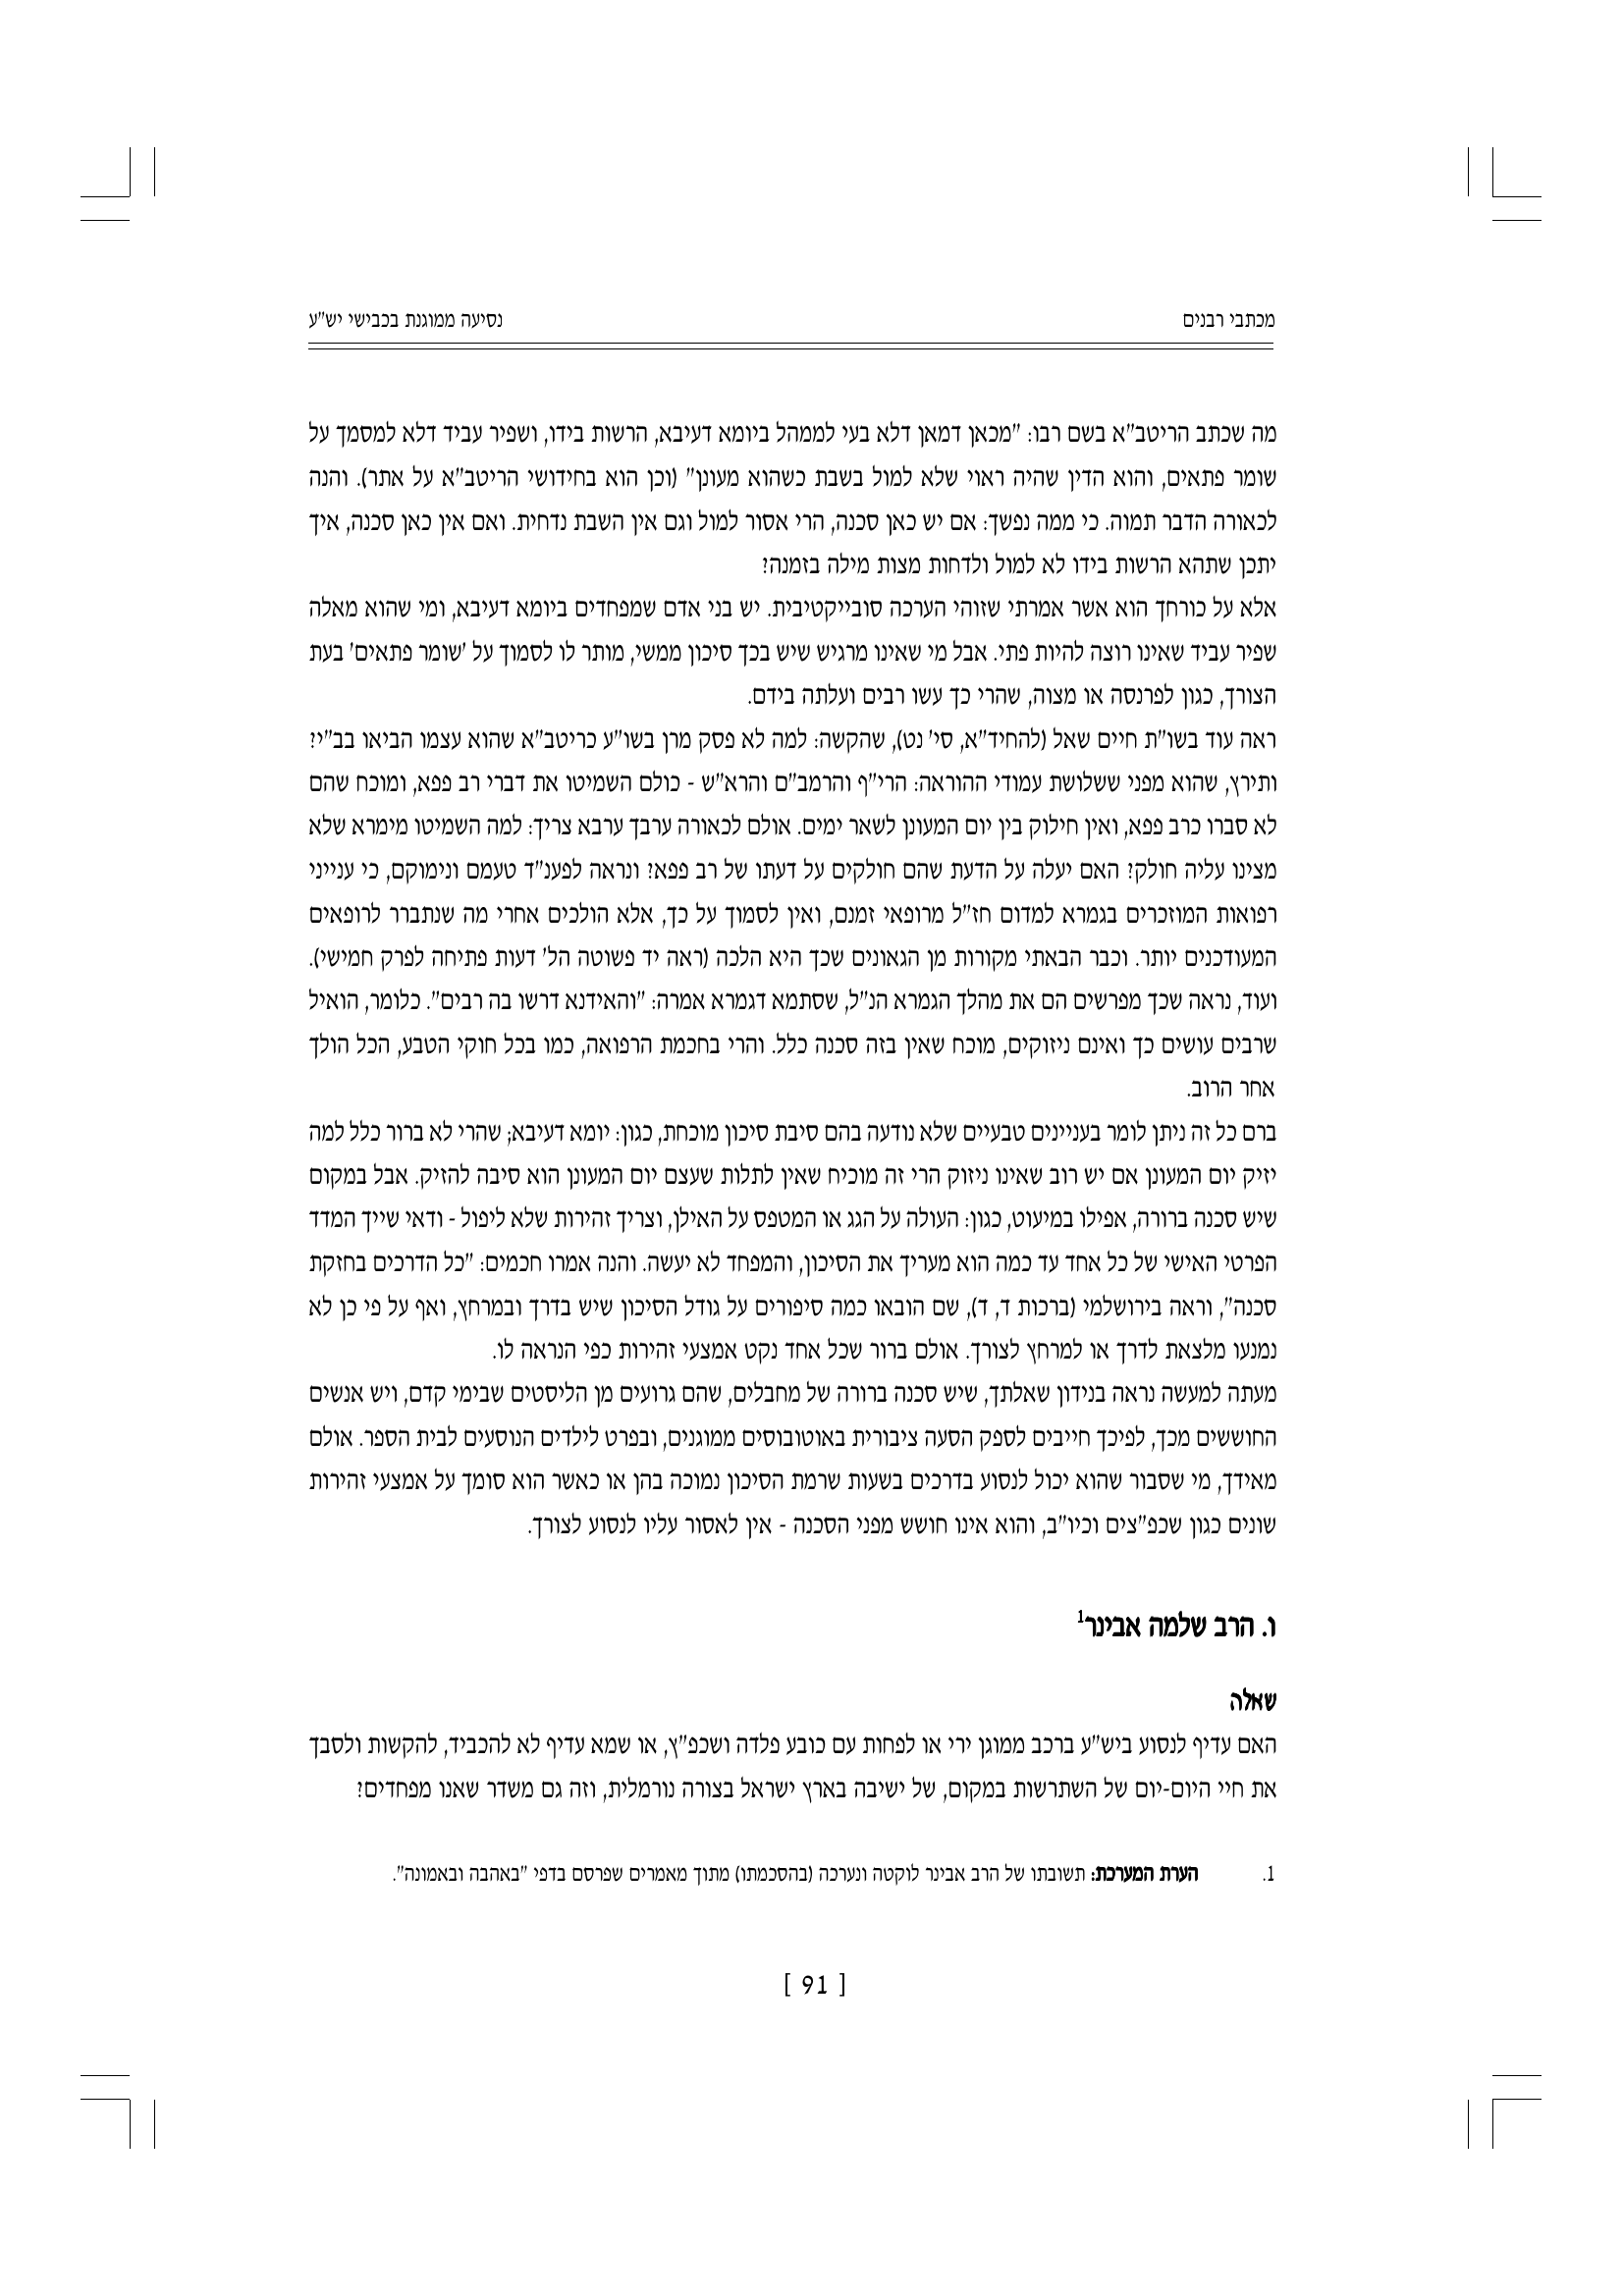 מכתבי רבנים נסיעה ממוגנת בכבישי יש"ע
מה שכתב הריטב"א בשם רבו: "מכאן דמאן דלא בעי לממהל ביומא דעיבא, הרשות בידו, ושפיר עביד דלא למסמך על
שומר פתאים, והוא הדין שהיה ראוי שלא למול בשבת כשהוא מעונן" (וכן הוא בחידושי הריטב"א על אתר). והנה
לכאורה הדבר תמוה. כי ממה נפשך: אם יש כאן סכנה, הרי אסור למול וגם אין השבת נדחית. ואם אין כאן סכנה, איך
יתכן שתהא הרשות בידו לא למול ולדחות מצות מילה בזמנה?
אלא על כורחך הוא אשר אמרתי שזוהי הערכה סובייקטיבית. יש בני אדם שמפחדים ביומא דעיבא, ומי שהוא מאלה
שפיר עביד שאינו רוצה להיות פתי. אבל מי שאינו מרגיש שיש בכך סיכון ממשי, מותר לו לסמוך על 'שומר פתאים' בעת
הצורך, כגון לפרנסה או מצוה, שהרי כך עשו רבים ועלתה בידם.
ראה עוד בשו"ת חיים שאל (להחיד"א, סי' נט), שהקשה: למה לא פסק מרן בשו"ע כריטב"א שהוא עצמו הביאו בב"י?
ותירץ, שהוא מפני ששלושת עמודי ההוראה: הרי"ף והרמב"ם והרא"ש - כולם השמיטו את דברי רב פפא, ומוכח שהם
לא סברו כרב פפא, ואין חילוק בין יום המעונן לשאר ימים. אולם לכאורה ערבך ערבא צריך: למה השמיטו מימרא שלא
מצינו עליה חולק? האם יעלה על הדעת שהם חולקים על דעתו של רב פפא? ונראה לפענ"ד טעמם ונימוקם, כי ענייני
רפואות המוזכרים בגמרא למדום חז"ל מרופאי זמנם, ואין לסמוך על כך, אלא הולכים אחרי מה שנתברר לרופאים
המעודכנים יותר. וכבר הבאתי מקורות מן הגאונים שכך היא הלכה (ראה יד פשוטה הל' דעות פתיחה לפרק חמישי).
ועוד, נראה שכך מפרשים הם את מהלך הגמרא הנ"ל, שסתמא דגמרא אמרה: "והאידנא דרשו בה רבים". כלומר, הואיל
שרבים עושים כך ואינם ניזוקים, מוכח שאין בזה סכנה כלל. והרי בחכמת הרפואה, כמו בכל חוקי הטבע, הכל הולך
אחר הרוב.
ברם כל זה ניתן לומר בעניינים טבעיים שלא נודעה בהם סיבת סיכון מוכחת, כגון: יומא דעיבא; שהרי לא ברור כלל למה
יזיק יום המעונן אם יש רוב שאינו ניזוק הרי זה מוכיח שאין לתלות שעצם יום המעונן הוא סיבה להזיק. אבל במקום
שיש סכנה ברורה, אפילו במיעוט, כגון: העולה על הגג או המטפס על האילן, וצריך זהירות שלא ליפול - ודאי שייך המדד
הפרטי האישי של כל אחד עד כמה הוא מעריך את הסיכון, והמפחד לא יעשה. והנה אמרו חכמים: "כל הדרכים בחזקת
סכנה", וראה בירושלמי (ברכות ד, ד), שם הובאו כמה סיפורים על גודל הסיכון שיש בדרך ובמרחץ, ואף על פי כן לא
נמנעו מלצאת לדרך או למרחץ לצורך. אולם ברור שכל אחד נקט אמצעי זהירות כפי הנראה לו.
מעתה למעשה נראה בנידון שאלתך, שיש סכנה ברורה של מחבלים, שהם גרועים מן הליסטים שבימי קדם, ויש אנשים
החוששים מכך, לפיכך חייבים לספק הסעה ציבורית באוטובוסים ממוגנים, ובפרט לילדים הנוסעים לבית הספר. אולם
מאידך, מי שסבור שהוא יכול לנסוע בדרכים בשעות שרמת הסיכון נמוכה בהן או כאשר הוא סומך על אמצעי זהירות
שונים כגון שכפ"צים וכיו"ב, והוא אינו חושש מפני הסכנה - אין לאסור עליו לנסוע לצורך.
ו. הרב שלמה אבינר1
שאלה
האם עדיף לנסוע ביש"ע ברכב ממוגן ירי או לפחות עם כובע פלדה ושכפ"ץ, או שמא עדיף לא להכביד, להקשות ולסבך
את חיי היום-יום של השתרשות במקום, של ישיבה בארץ ישראל בצורה נורמלית, וזה גם משדר שאנו מפחדים?
1. הערת המערכת: תשובתו של הרב אבינר לוקטה ונערכה (בהסכמתו) מתוך מאמרים שפרסם בדפי "באהבה ובאמונה".
[ 91 ]